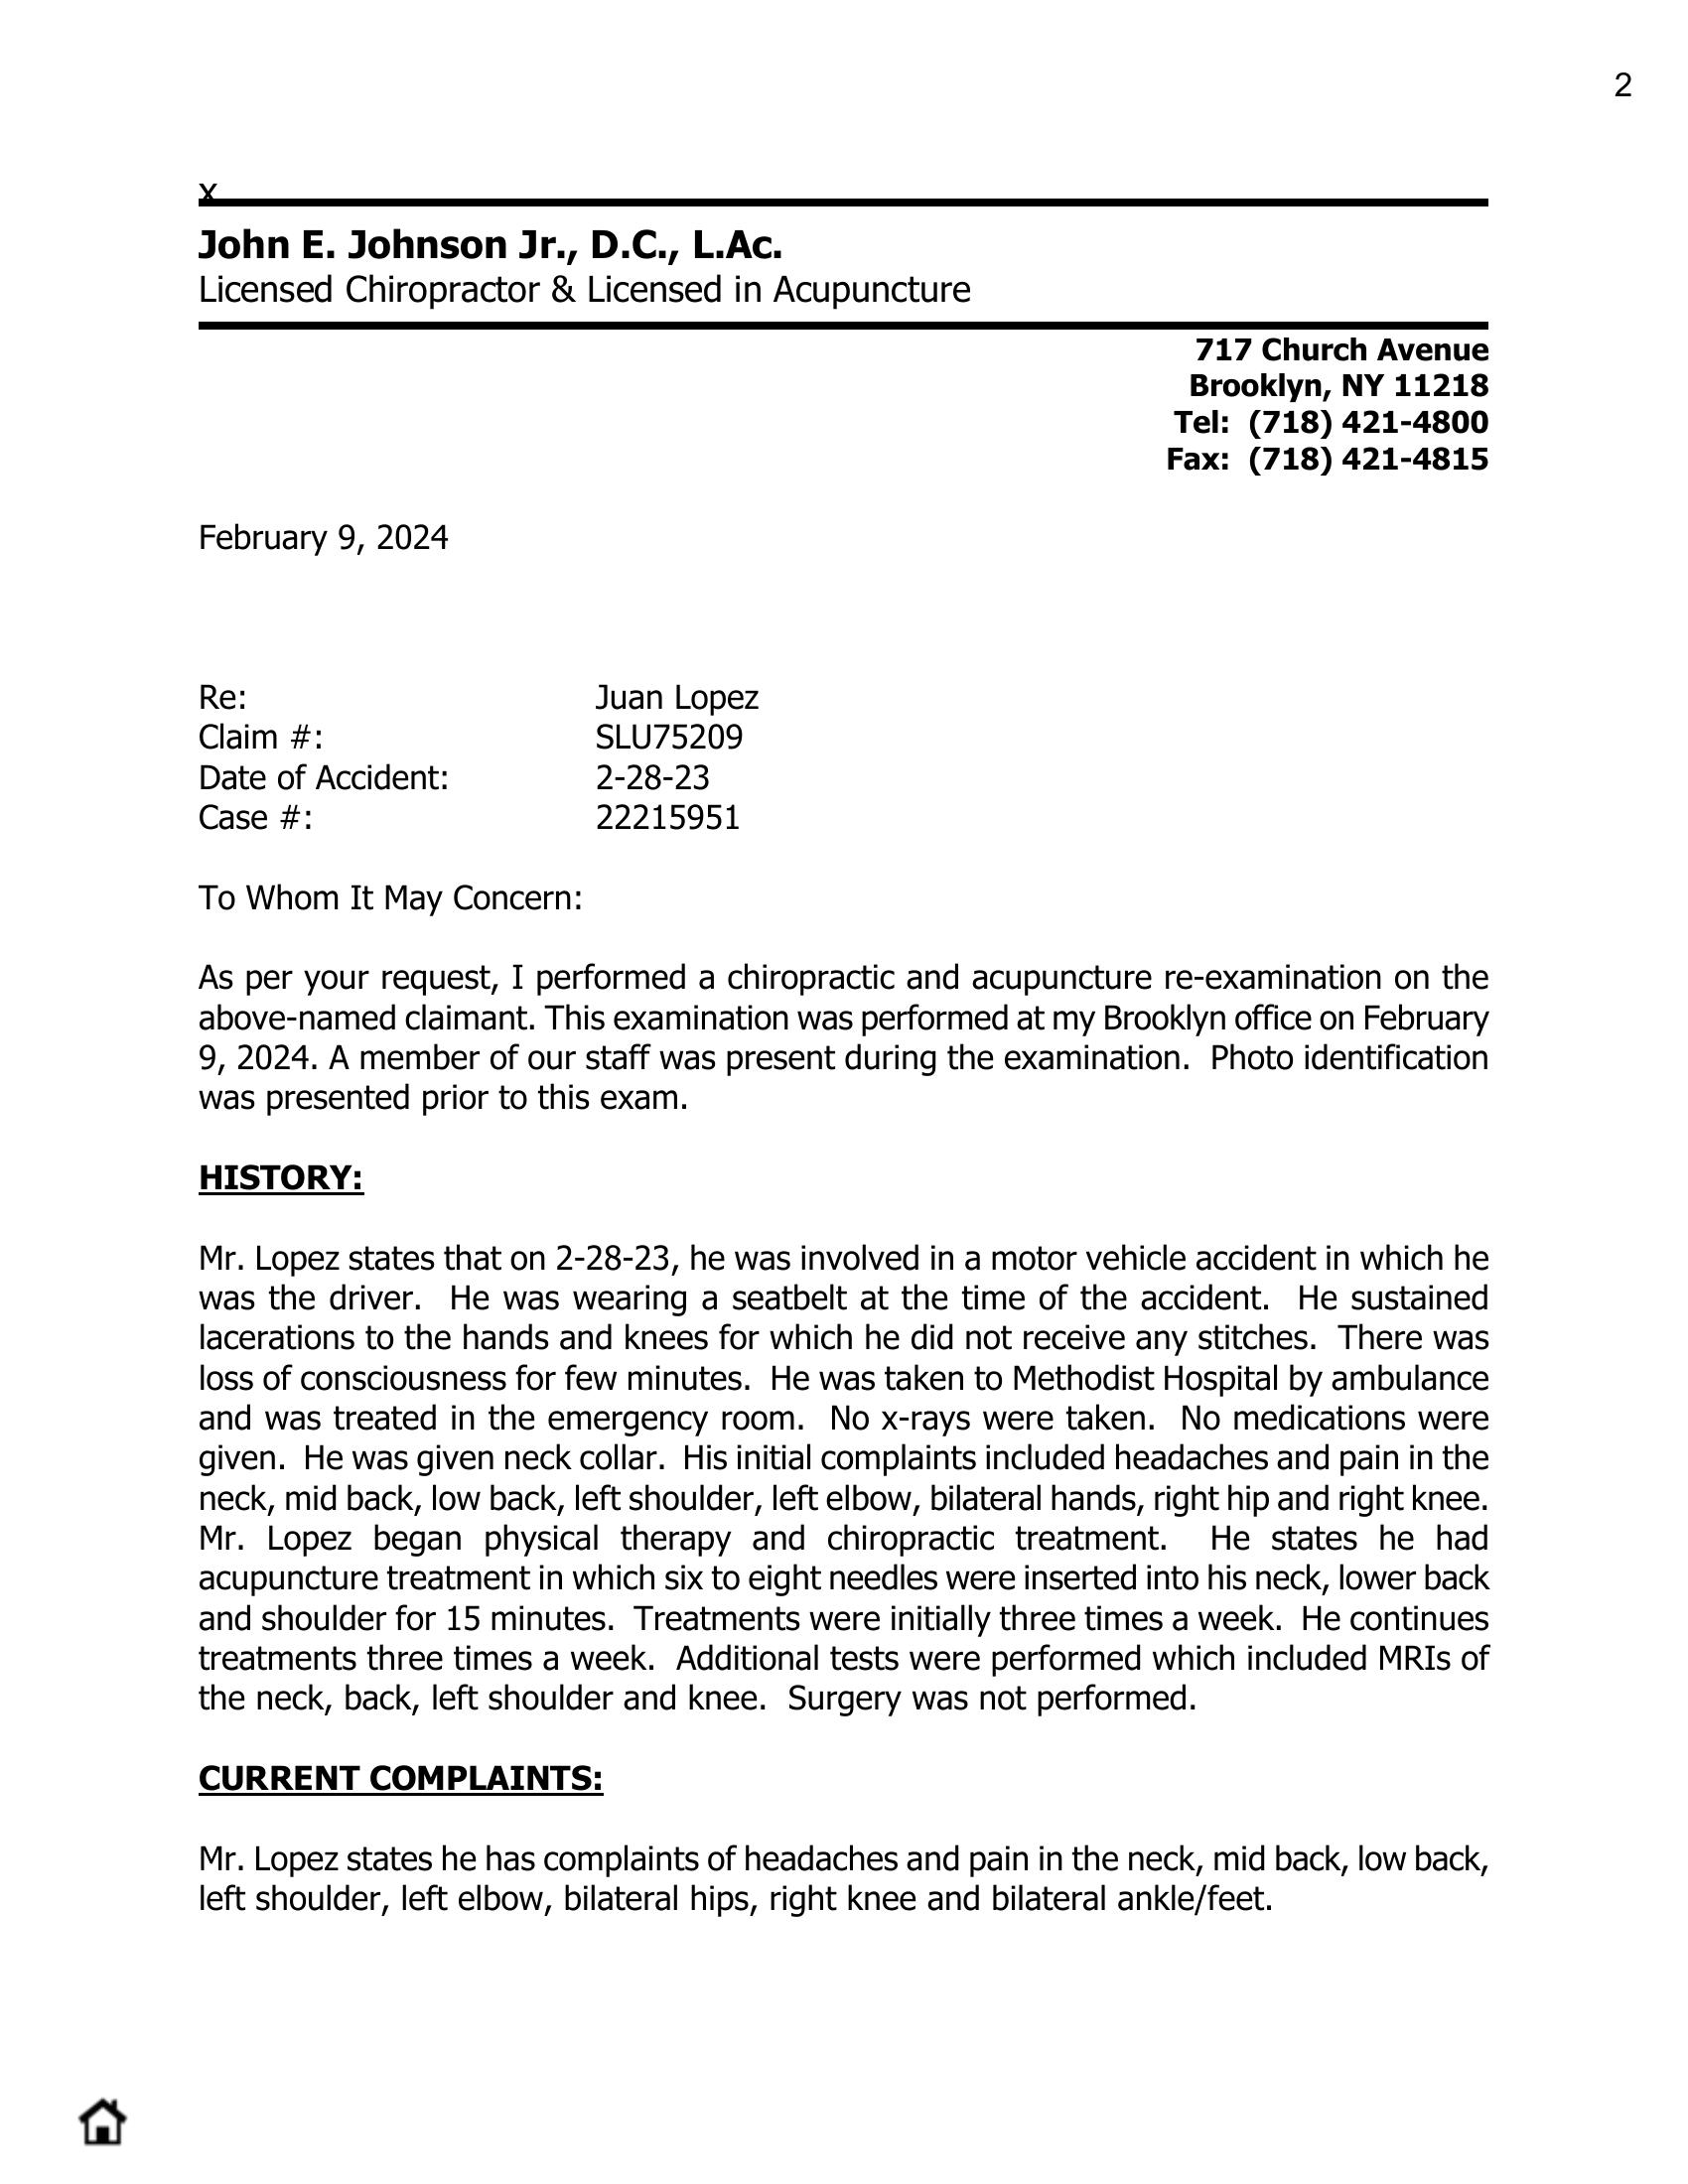 2
x
John E. Johnson Jr., D.C., L.Ac.
Licensed Chiropractor & Licensed in Acupuncture
717 Church Avenue
Brooklyn, NY 11218
Tel: (718) 421-4800
Fax: (718) 421-4815
February 9, 2024
Re: Juan Lopez
Claim #: SLU75209
Date of Accident: 2-28-23
Case #: 22215951
To Whom It May Concern:
As per your request, I performed a chiropractic and acupuncture re-examination on the
above-named claimant. This examination was performed at my Brooklyn office on February
9, 2024. A member of our staff was present during the examination. Photo identification
was presented prior to this exam.
HISTORY:
Mr. Lopez states that on 2-28-23, he was involved in a motor vehicle accident in which he
was the driver. He was wearing a seatbelt at the time of the accident. He sustained
lacerations to the hands and knees for which he did not receive any stitches. There was
loss of consciousness for few minutes. He was taken to Methodist Hospital by ambulance
and was treated in the emergency room. No x-rays were taken. No medications were
given. He was given neck collar. His initial complaints included headaches and pain in the
neck, mid back, low back, left shoulder, left elbow, bilateral hands, right hip and right knee.
Mr. Lopez began physical therapy and chiropractic treatment. He states he had
acupuncture treatment in which six to eight needles were inserted into his neck, lower back
and shoulder for 15 minutes. Treatments were initially three times a week. He continues
treatments three times a week. Additional tests were performed which included MRIs of
the neck, back, left shoulder and knee. Surgery was not performed.
CURRENT COMPLAINTS:
Mr. Lopez states he has complaints of headaches and pain in the neck, mid back, low back,
left shoulder, left elbow, bilateral hips, right knee and bilateral ankle/feet.